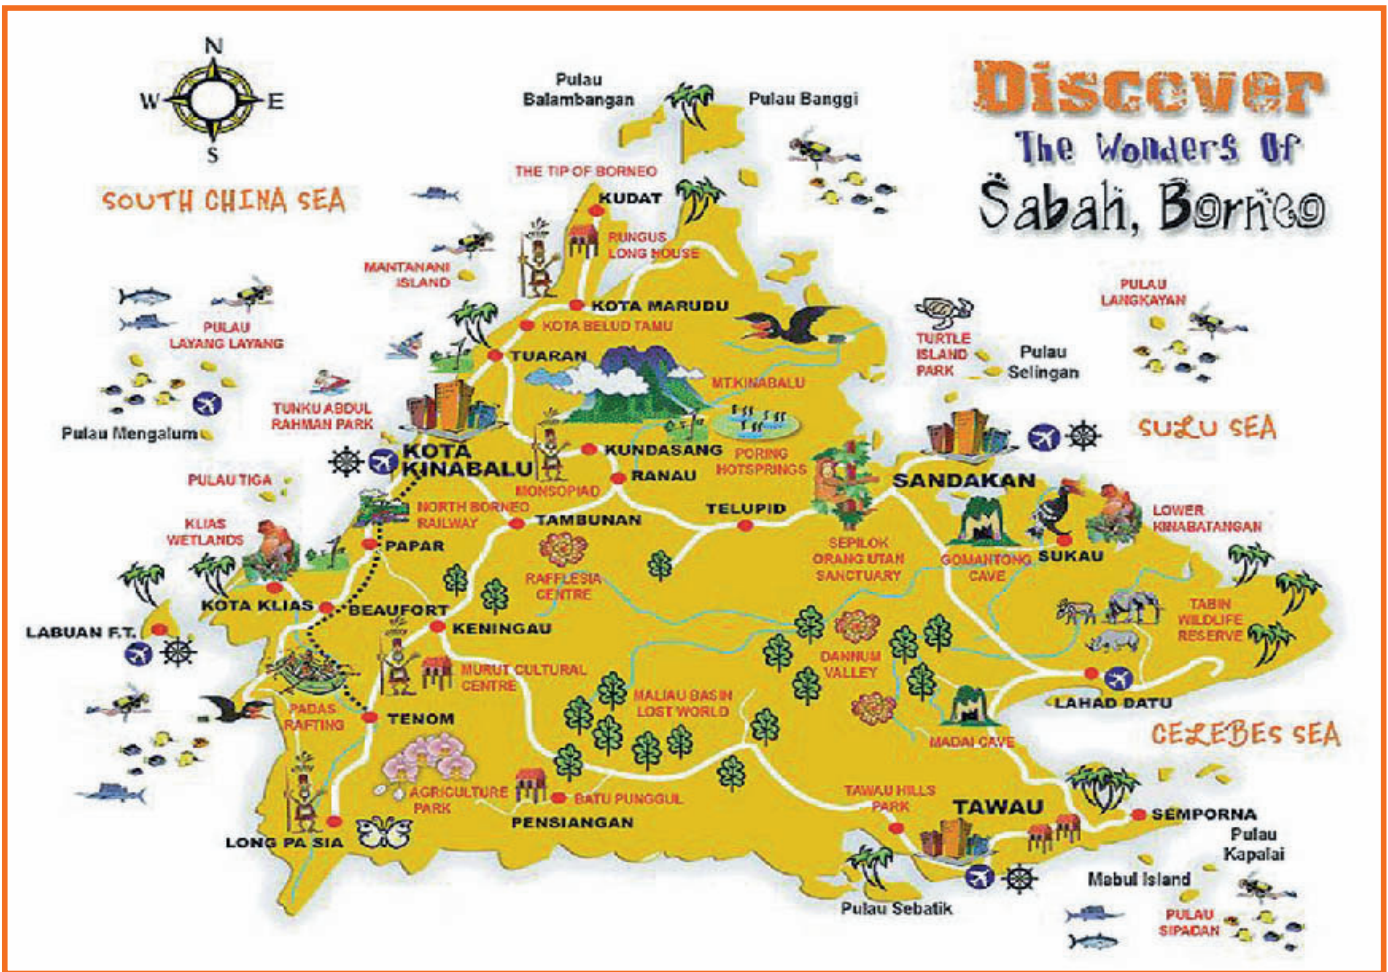 N
W
E
S
Discover
The Wonders Of
Sabah, Borneo
Pulau
Balambangan
Pulau Banggi
SOUTH CHINA SEA
THE TIP OF BORNEO
KUDAT
RUNGUS
LONG HOUSE
MANTANANI
ISLAND
KOTA MARUDU
KOTA BELUD TAMU
PULAU
LAYANG LAYANG
TUARAN
PULAU
LANGKAYAN
TURTLE
ISLAND
PARK
Pulau
Selingan
MT.KINABALU
TUNKU ABDUL
RAHMAN PARK
Pulau Mengalum
SULU SEA
KOTA
KINABALU
KUNDASANG
PORING
HOTSPRINGS
RANAU
MONSOPIAD
SANDAKAN
PULAU TIGA
NORTH BORNEO
RAILWAY
TAMBUNAN
TELUPID
KLIAS
WETLANDS
PAPAR
RAFFLESIA
CENTRE
SEPILOK
ORANG UTAN
SANCTUARY
GOMANTONG
CAVE
SUKAU
LOWER
KINABATANGAN
KOTA KLIAS
BEAUFORT
LABUAN F.T.
KENINGAU
TABIN
WILDLIFE
RESERVE
DANNUM
VALLEY
MURUT CULTURAL
CENTRE
MALIAU BASIN
LOST WORLD
LAHAD DATU
PADAS
RAFTING
TENOM
MADAI CAVE
CELEBES SEA
AGRICULTURE
PARK
BATU PUNGGUL
PENSIANGAN
TAWAU HILLS
PARK
TAWAU
SEMPORNA
LONG PA SIA
Pulau
Kapalai
Mabul Island
Pulau Sebatik
PULAU
SIPADAN